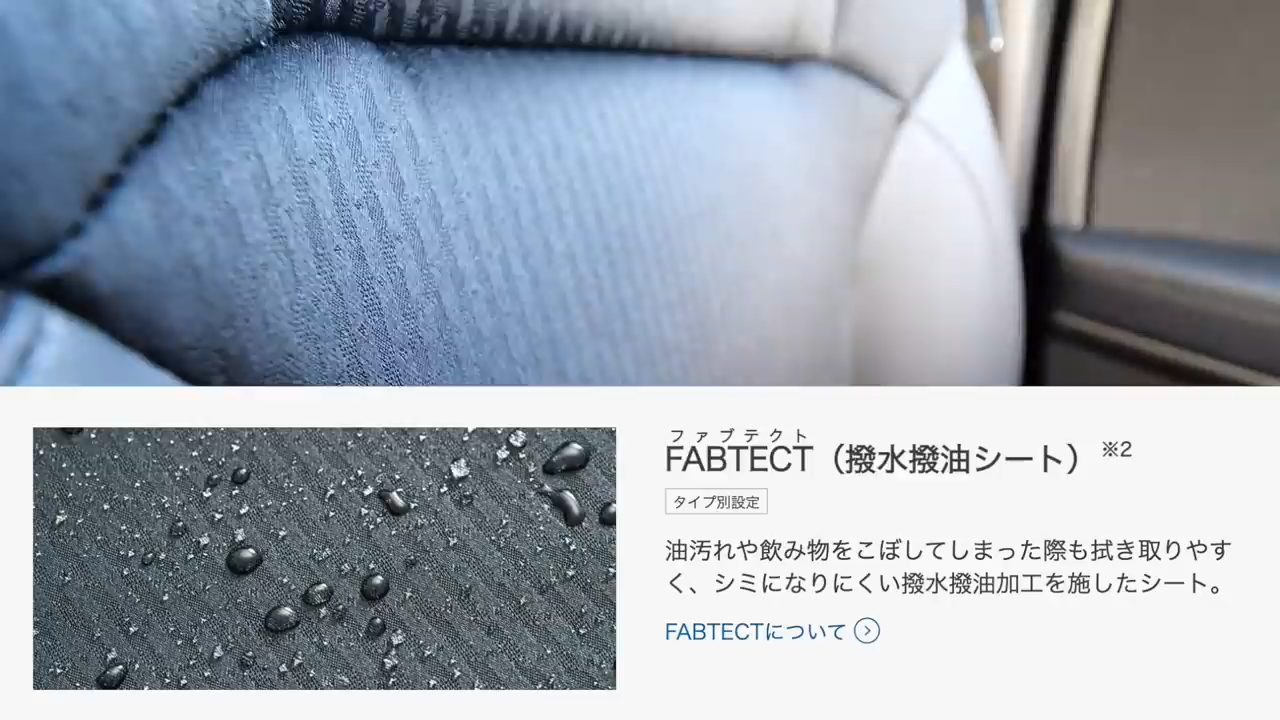 ファブテクト
FABTECT（撥水撥油シート）※2
タイプ別設定
油汚れや飲み物をこぼしてしまった際も拭き取りやす
く、シミになりにくい撥水撥油加工を施したシート。
FABTECTについて